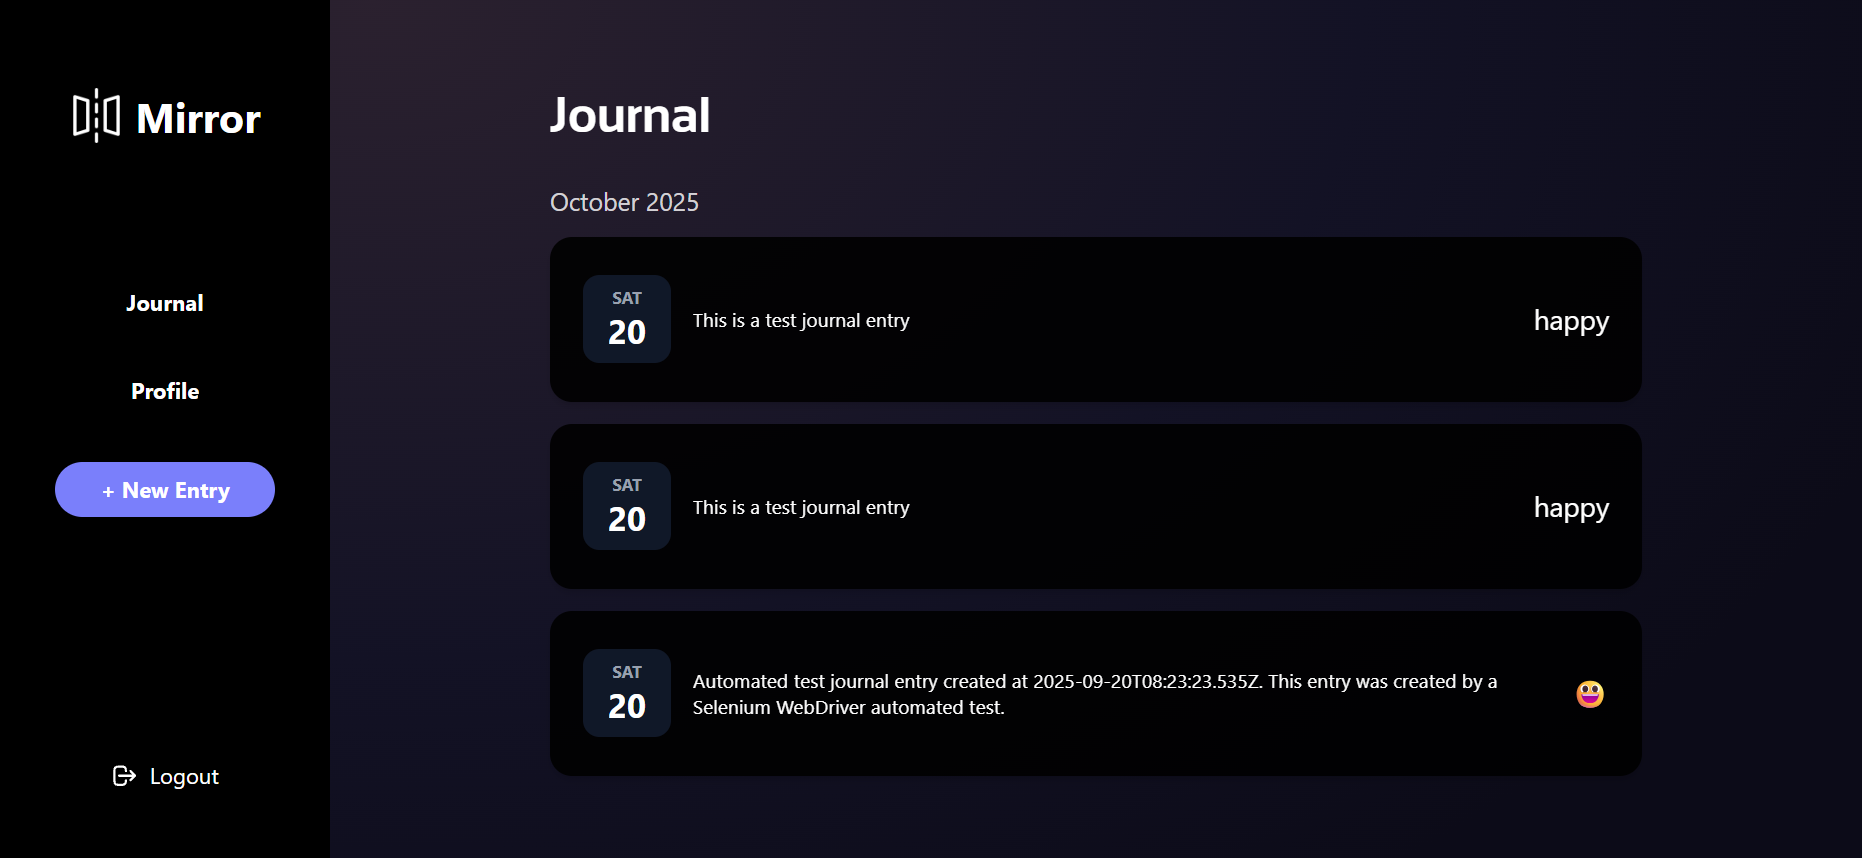 Mirror
Journal
Profile
+ New Entry
Logout
Journal
October 2025
SAT
20
This is a test journal entry
happy
SAT
20
This is a test journal entry
happy
SAT
20
Automated test journal entry created at 2025-09-20T08:23:23.535Z. This entry was created by a
Selenium WebDriver automated test.
😀